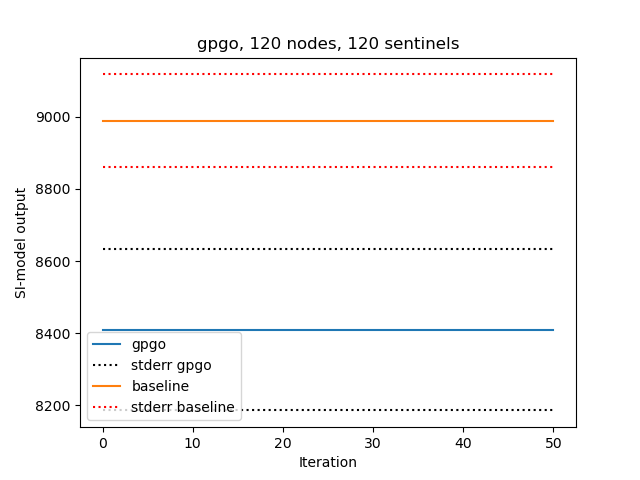 gpgo, 120 nodes, 120 sentinels
SI-model output
9000
8800
8600
8400
8200
gpgo
stderr gpgo
baseline
stderr baseline
0 10 20 30 40 50
Iteration